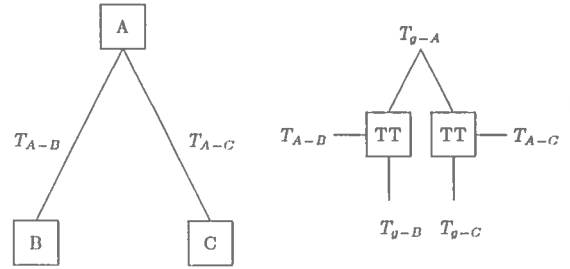 A
T_{g-A}
T_{A-B} T_{A-C} T_{A-B} TT TT T_{A-C}
T_{g-B} T_{g-C}
B C